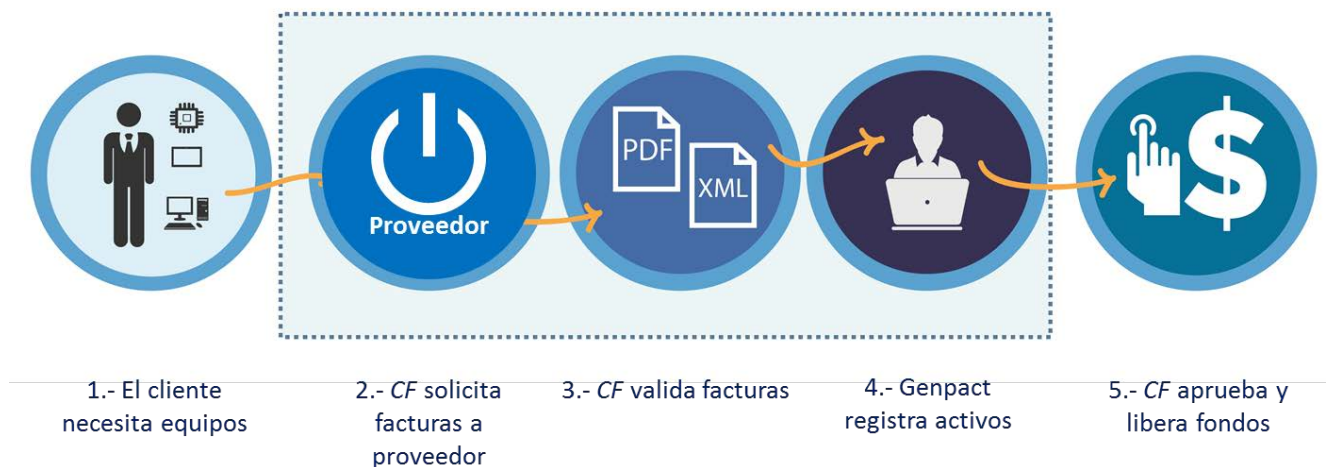 Proveedor
PDF
XML
1.- El cliente
necesita equipos
2.- CF solicita
facturas a
proveedor
3.- CF valida facturas
4.- Genpact
registra activos
5.- CF aprueba y
libera fondos